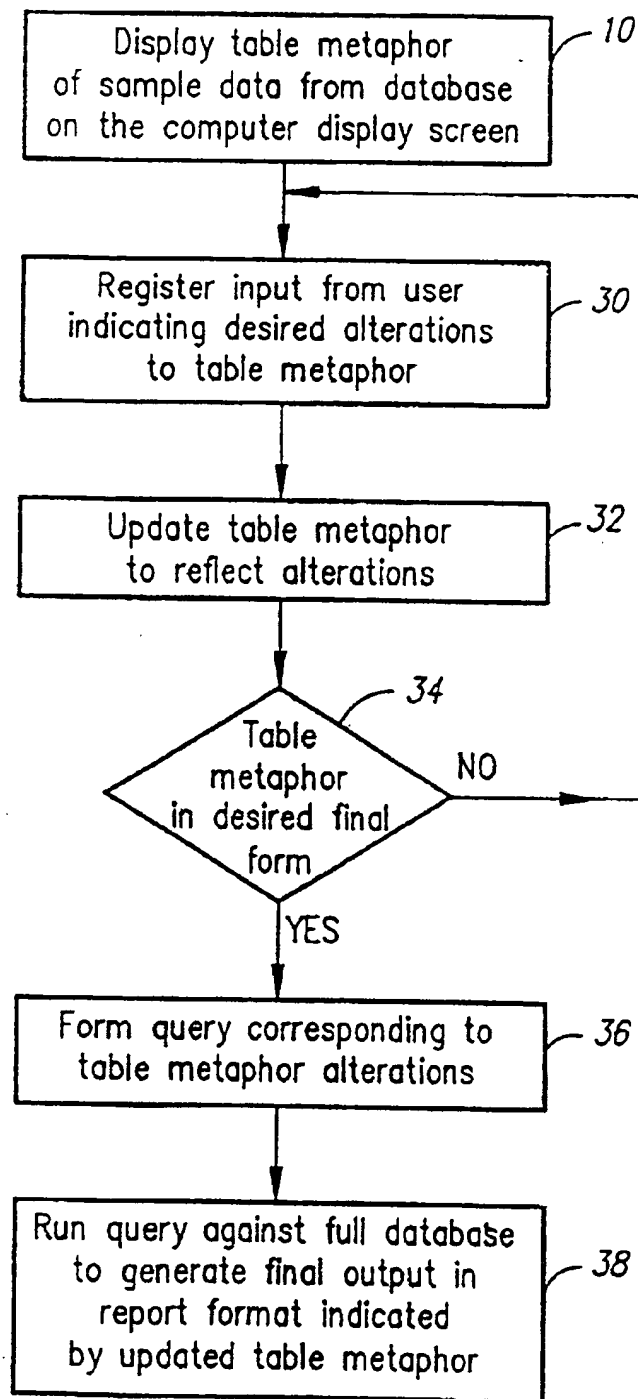 Display table metaphor
of sample data from database
on the computer display screen
10
Register input from user
indicating desired alterations
to table metaphor
30
Update table metaphor
to reflect alterations
32
34
Table
metaphor
in desired final
form
NO
YES
Form query corresponding to
table metaphor alterations
36
Run query against full database
to generate final output in
report format indicated
by updated table metaphor
38